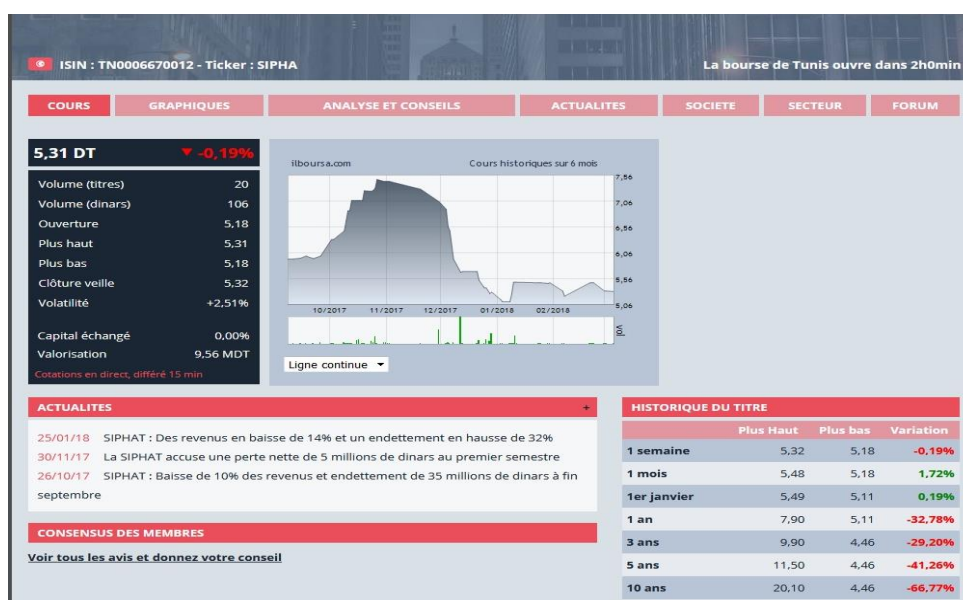 ISIN : TN0006670012 - Ticker : SIPHA
La bourse de Tunis ouvre dans 2h0min
COURS GRAPHIQUES ANALYSE ET CONSEILS ACTUALITES SOCIETE SECTEUR FORUM
5,31 DT ▼ -0,19%
Volume (titres) 20
Volume (dinars) 106
Ouverture 5,18
Plus haut 5,31
Plus bas 5,18
Clôture veille 5,32
Volatilité +2,51%
Capital échangé 0,00%
Valorisation 9,56 MDT
Cotations en direct, différé 15 min
ilboursa.com Cours historiques sur 6 mois
7,56
7,06
6,56
6,06
5,56
5,06
10/2017 11/2017 12/2017 01/2018 02/2018
Vol
Ligne continue
ACTUALITES +
25/01/18 SIPHAT : Des revenus en baisse de 14% et un endettement en hausse de 32%
30/11/17 La SIPHAT accuse une perte nette de 5 millions de dinars au premier semestre
26/10/17 SIPHAT : Baisse de 10% des revenus et endettement de 35 millions de dinars à fin
septembre
CONSENSUS DES MEMBRES
Voir tous les avis et donnez votre conseil
HISTORIQUE DU TITRE
Plus Haut Plus bas Variation
1 semaine 5,32 5,18 -0,19%
1 mois 5,48 5,18 1,72%
1er janvier 5,49 5,11 0,19%
1 an 7,90 5,11 -32,78%
3 ans 9,90 4,46 -29,20%
5 ans 11,50 4,46 -41,26%
10 ans 20,10 4,46 -66,77%